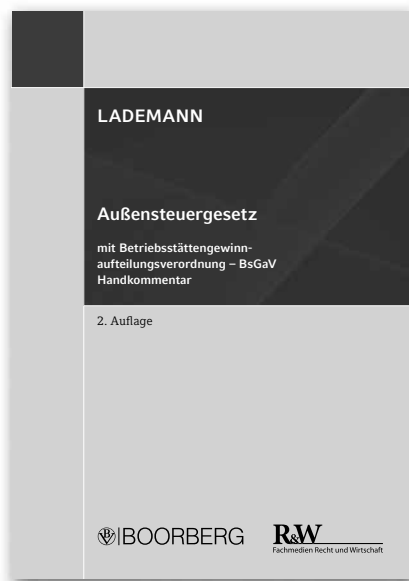 LADEMANN
Außensteuergesetz
mit Betriebsstättengewinn-
aufteilungsverordnung – BsGaV
Handkommentar
2. Auflage
BOORBERG
R&W
Fachmedien Recht und Wirtschaft